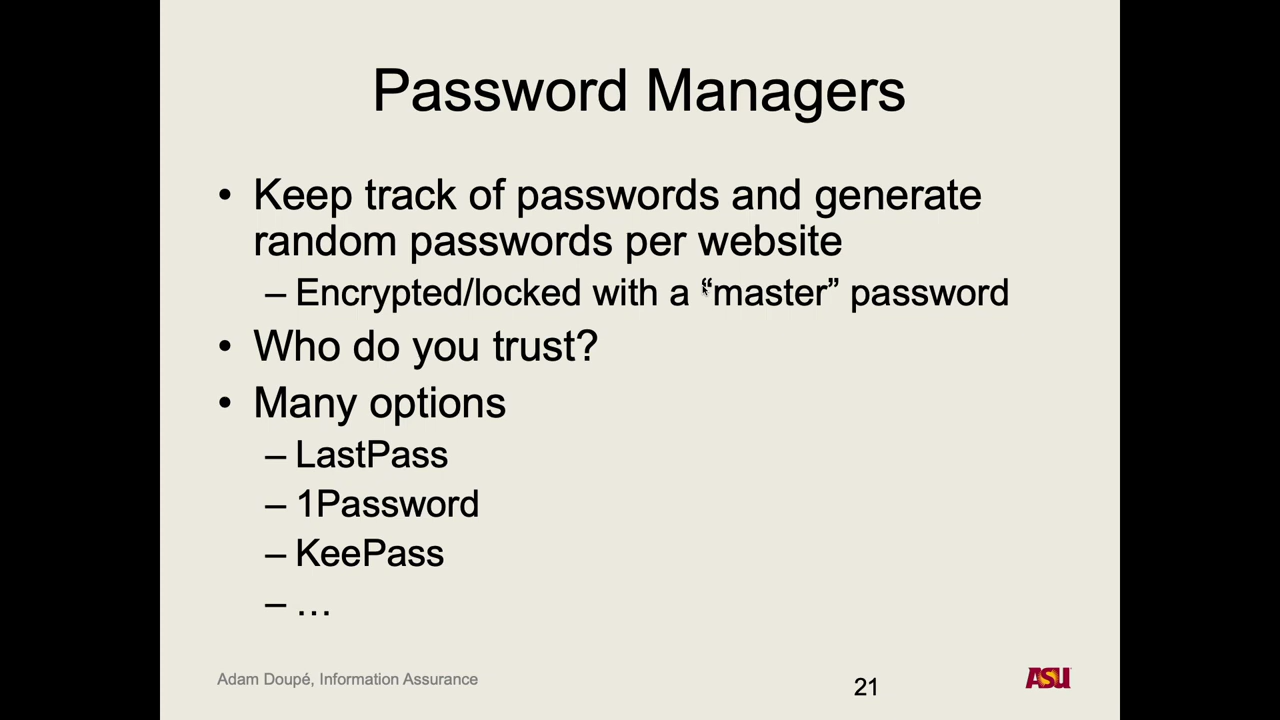 Password Managers
• Keep track of passwords and generate
random passwords per website
– Encrypted/locked with a “master” password
• Who do you trust?
• Many options
– LastPass
– 1Password
– KeePass
– …
Adam Doupé, Information Assurance
21
ASU